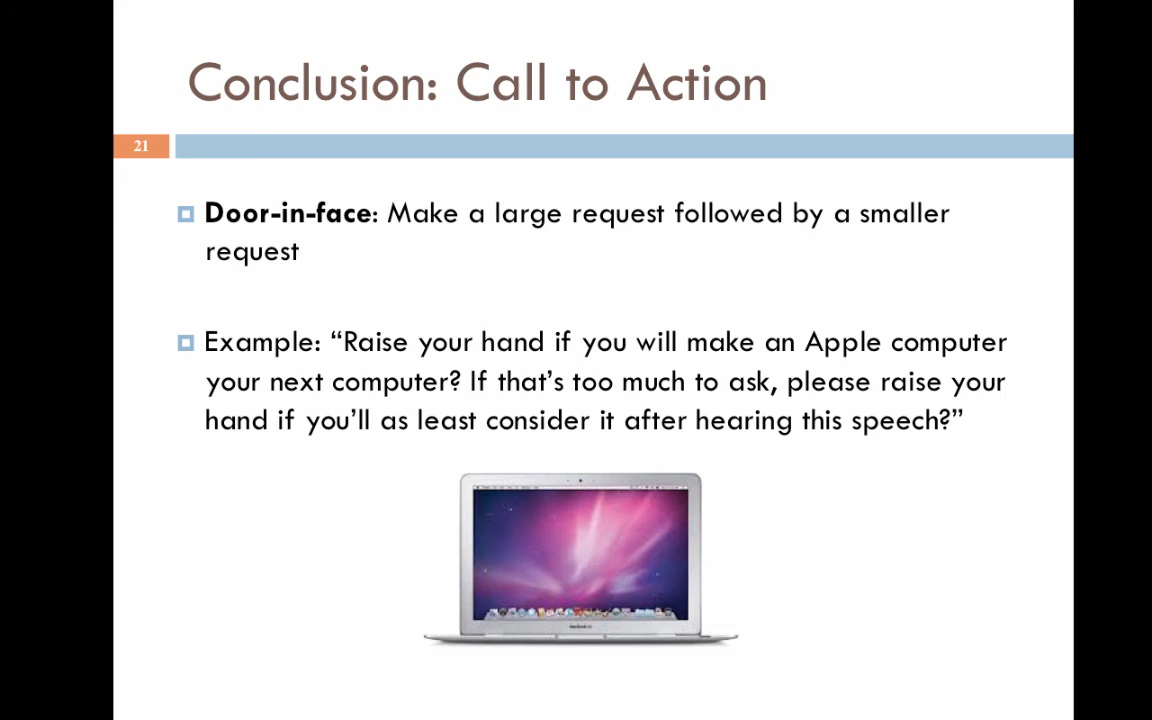 Conclusion: Call to Action
21
Door-in-face: Make a large request followed by a smaller
request
Example: “Raise your hand if you will make an Apple computer
your next computer? If that’s too much to ask, please raise your
hand if you’ll as least consider it after hearing this speech?”